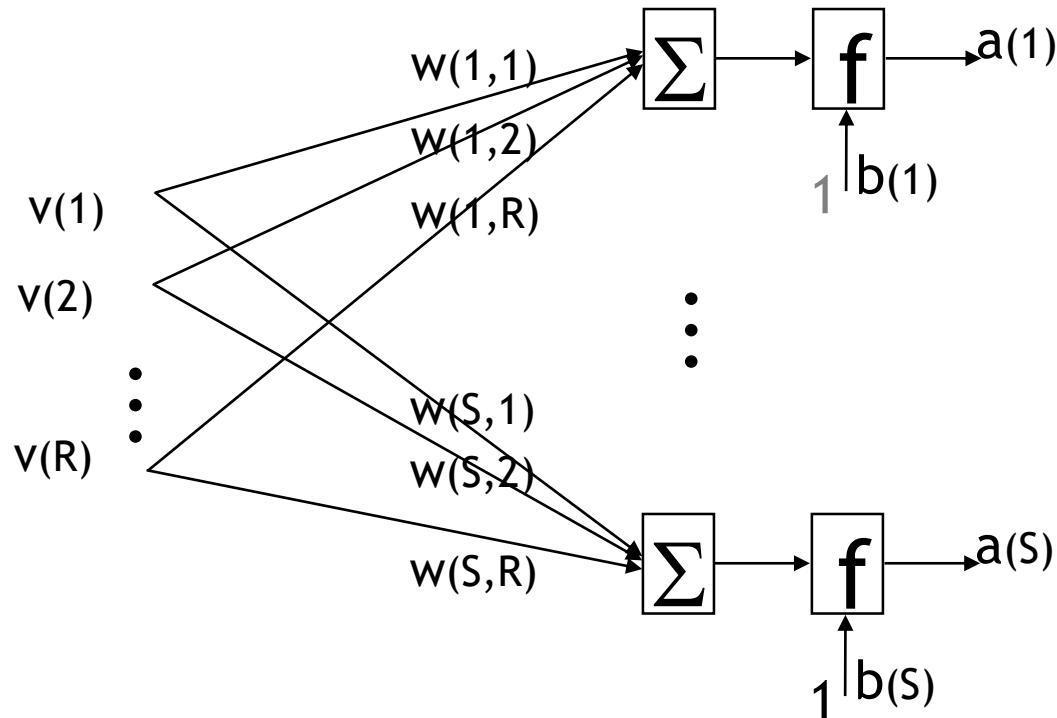 w(1,1)
Σ
f
a(1)
w(1,2)
1
b(1)
v(1)
w(1,R)
v(2)
w(S,1)
v(R)
w(S,2)
w(S,R)
Σ
f
a(S)
1
b(S)